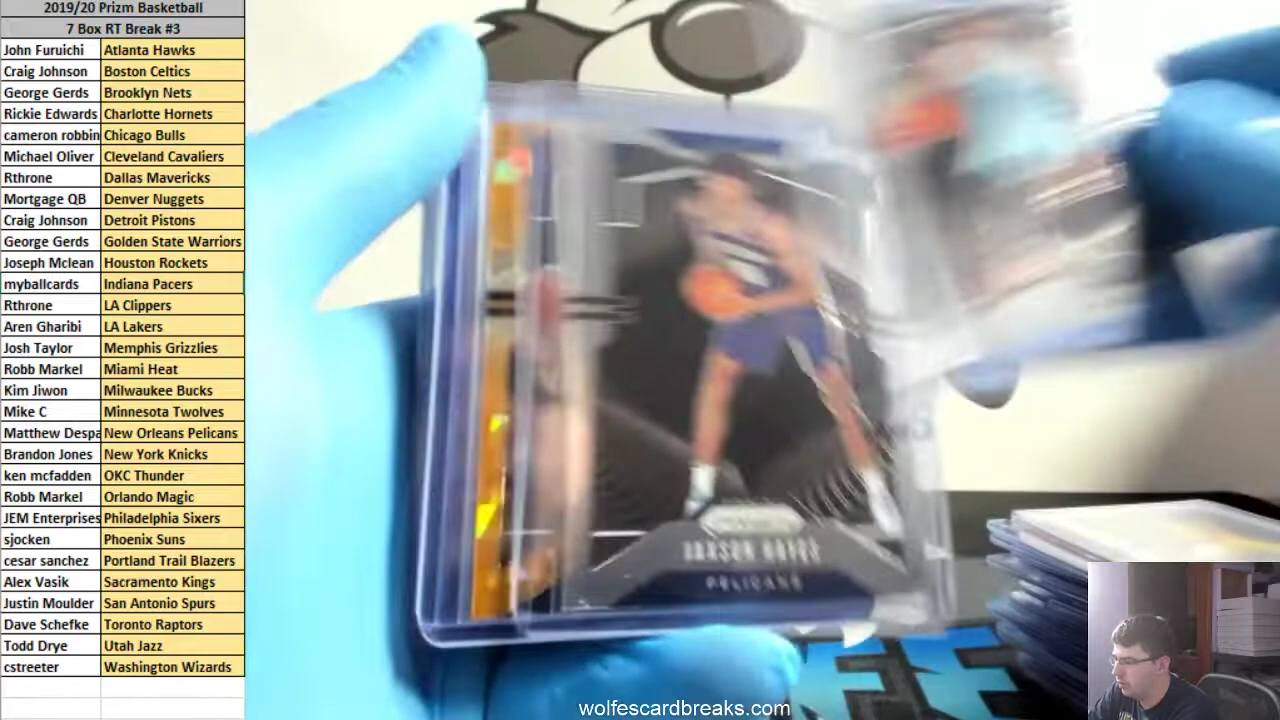 2019/20 Prizm Basketball
7 Box RT Break #3
John Furuichi Atlanta Hawks
Craig Johnson Boston Celtics
George Gerds Brooklyn Nets
Rickie Edwards Charlotte Hornets
cameron robbin Chicago Bulls
Michael Oliver Cleveland Cavaliers
Rthrone Dallas Mavericks
Mortgage QB Denver Nuggets
Craig Johnson Detroit Pistons
George Gerds Golden State Warriors
Joseph Mclean Houston Rockets
myballcards Indiana Pacers
Rthrone LA Clippers
Aren Gharibi LA Lakers
Josh Taylor Memphis Grizzlies
Robb Markel Miami Heat
Kim Jiwon Milwaukee Bucks
Mike C Minnesota Twolves
Matthew Despa New Orleans Pelicans
Brandon Jones New York Knicks
ken mcfadden OKC Thunder
Robb Markel Orlando Magic
JEM Enterprises Philadelphia Sixers
sjocken Phoenix Suns
cesar sanchez Portland Trail Blazers
Alex Vasik Sacramento Kings
Justin Moulder San Antonio Spurs
Dave Schefke Toronto Raptors
Todd Drye Utah Jazz
cstreeter Washington Wizards
PELICANS
wolfescardbreaks.com